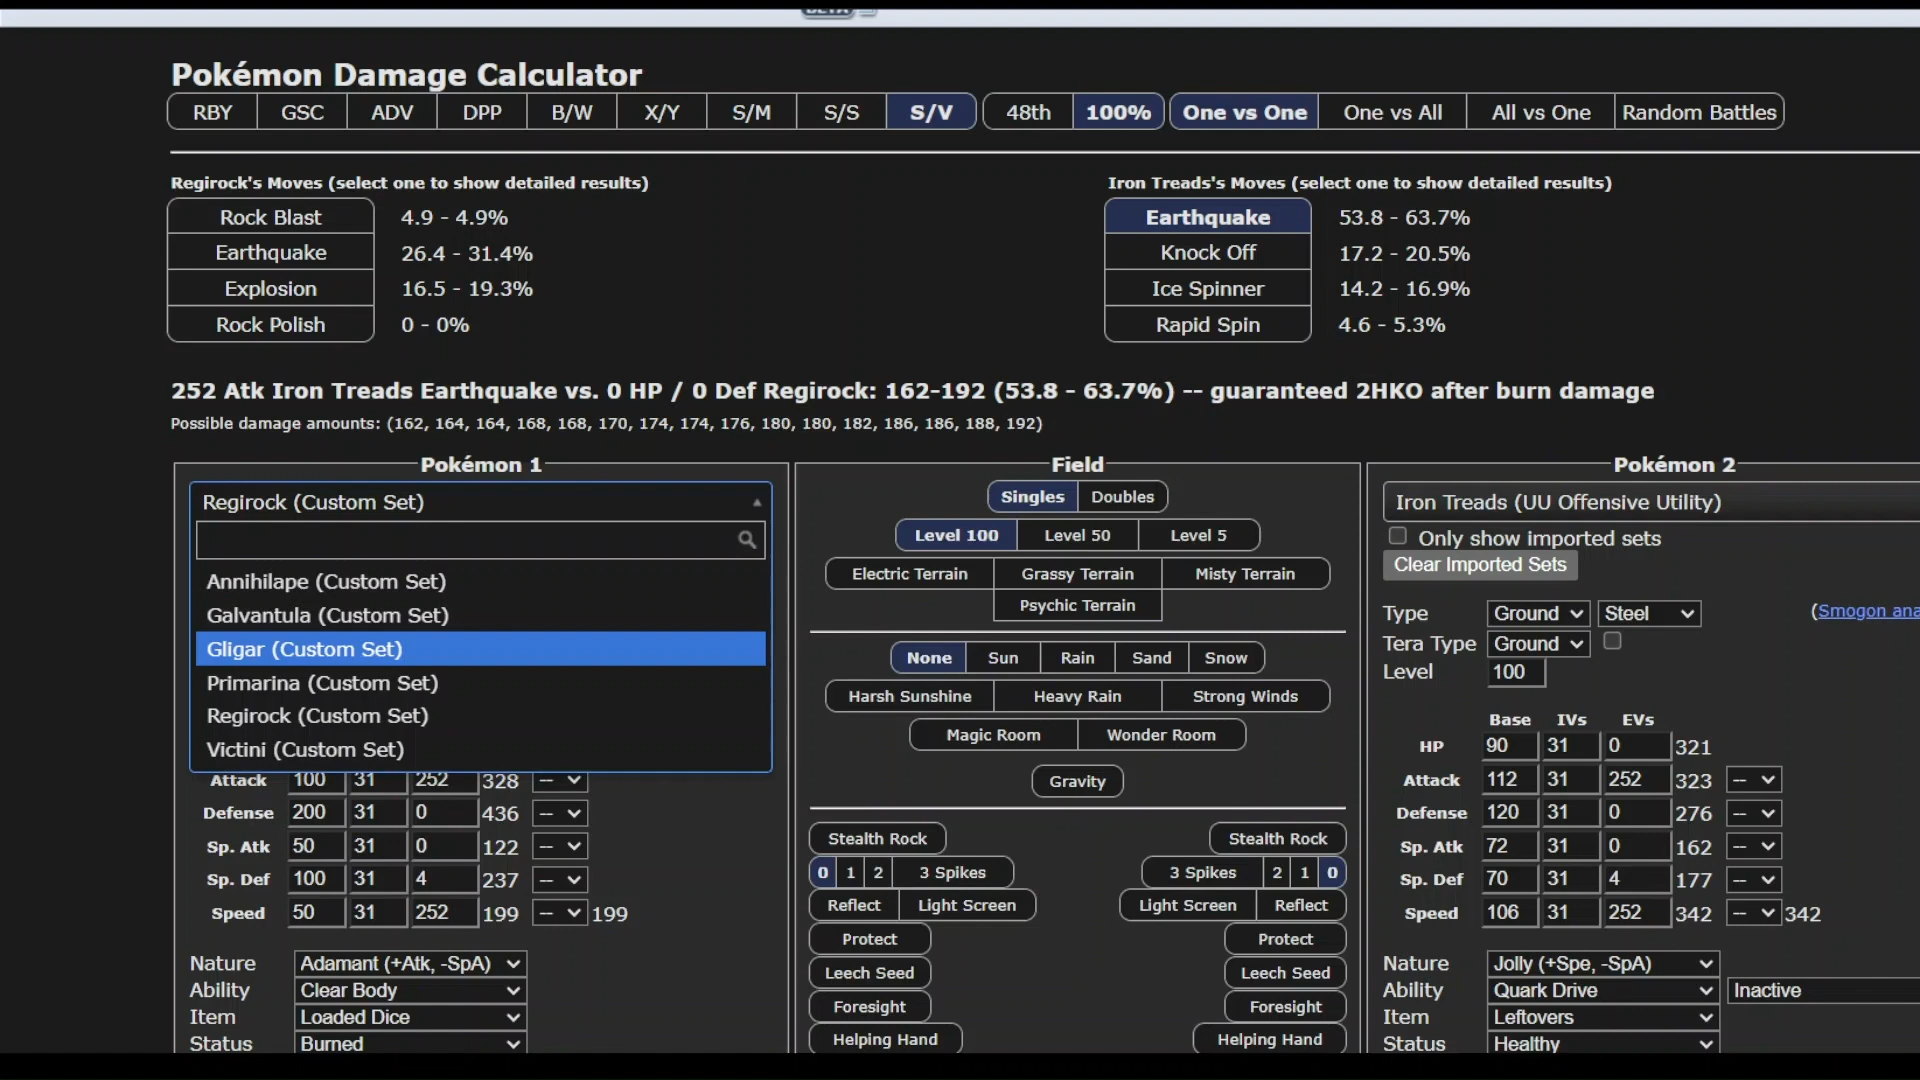 BETA
Pokémon Damage Calculator
RBY GSC ADV DPP B/W X/Y S/M S/S S/V 48th 100% One vs One One vs All All vs One Random Battles
Regirock's Moves (select one to show detailed results)
Rock Blast 4.9 - 4.9%
Earthquake 26.4 - 31.4%
Explosion 16.5 - 19.3%
Rock Polish 0 - 0%
Iron Treads's Moves (select one to show detailed results)
Earthquake 53.8 - 63.7%
Knock Off 17.2 - 20.5%
Ice Spinner 14.2 - 16.9%
Rapid Spin 4.6 - 5.3%
252 Atk Iron Treads Earthquake vs. 0 HP / 0 Def Regirock: 162-192 (53.8 - 63.7%) -- guaranteed 2HKO after burn damage
Possible damage amounts: (162, 164, 164, 168, 168, 170, 174, 174, 176, 180, 180, 182, 186, 186, 188, 192)
Pokémon 1
Regirock (Custom Set)
Annihilape (Custom Set)
Galvantula (Custom Set)
Gligar (Custom Set)
Primarina (Custom Set)
Regirock (Custom Set)
Victini (Custom Set)
Attack 100 31 252 328 --
Defense 200 31 0 436 --
Sp. Atk 50 31 0 122 --
Sp. Def 100 31 4 237 --
Speed 50 31 252 199 -- 199
Nature Adamant (+Atk, -SpA)
Ability Clear Body
Item Loaded Dice
Status Burned
Field
Singles Doubles
Level 100 Level 50 Level 5
Electric Terrain Grassy Terrain Misty Terrain
Psychic Terrain
None Sun Rain Sand Snow
Harsh Sunshine Heavy Rain Strong Winds
Magic Room Wonder Room
Gravity
Stealth Rock Stealth Rock
0 1 2 3 Spikes 3 Spikes 2 1 0
Reflect Light Screen Light Screen Reflect
Protect Protect
Leech Seed Leech Seed
Foresight Foresight
Helping Hand Helping Hand
Pokémon 2
Iron Treads (UU Offensive Utility)
Only show imported sets
Clear Imported Sets
Type Ground Steel (Smogon ana
Tera Type Ground
Level 100
Base IVs EVs
HP 90 31 0 321
Attack 112 31 252 323 --
Defense 120 31 0 276 --
Sp. Atk 72 31 0 162 --
Sp. Def 70 31 4 177 --
Speed 106 31 252 342 -- 342
Nature Jolly (+Spe, -SpA)
Ability Quark Drive Inactive
Item Leftovers
Status Healthy